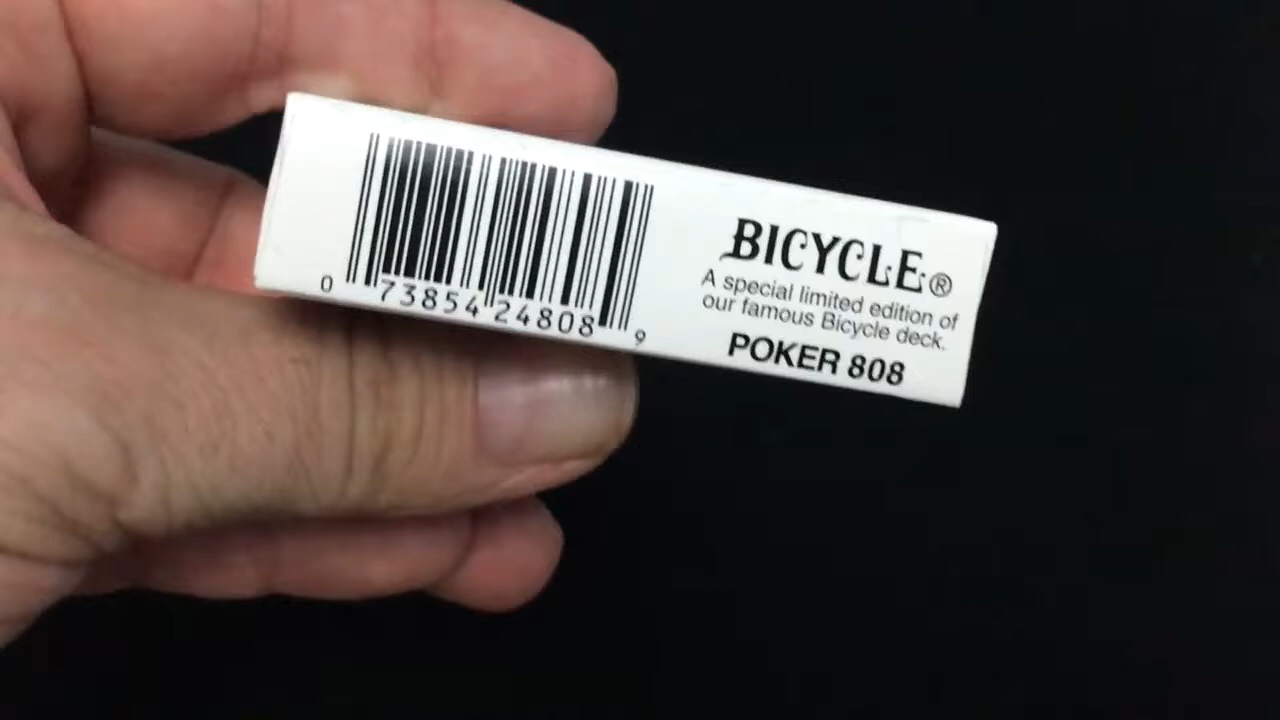 0 73854 24808 9
BICYCLE®
A special limited edition of
our famous Bicycle deck.
POKER 808